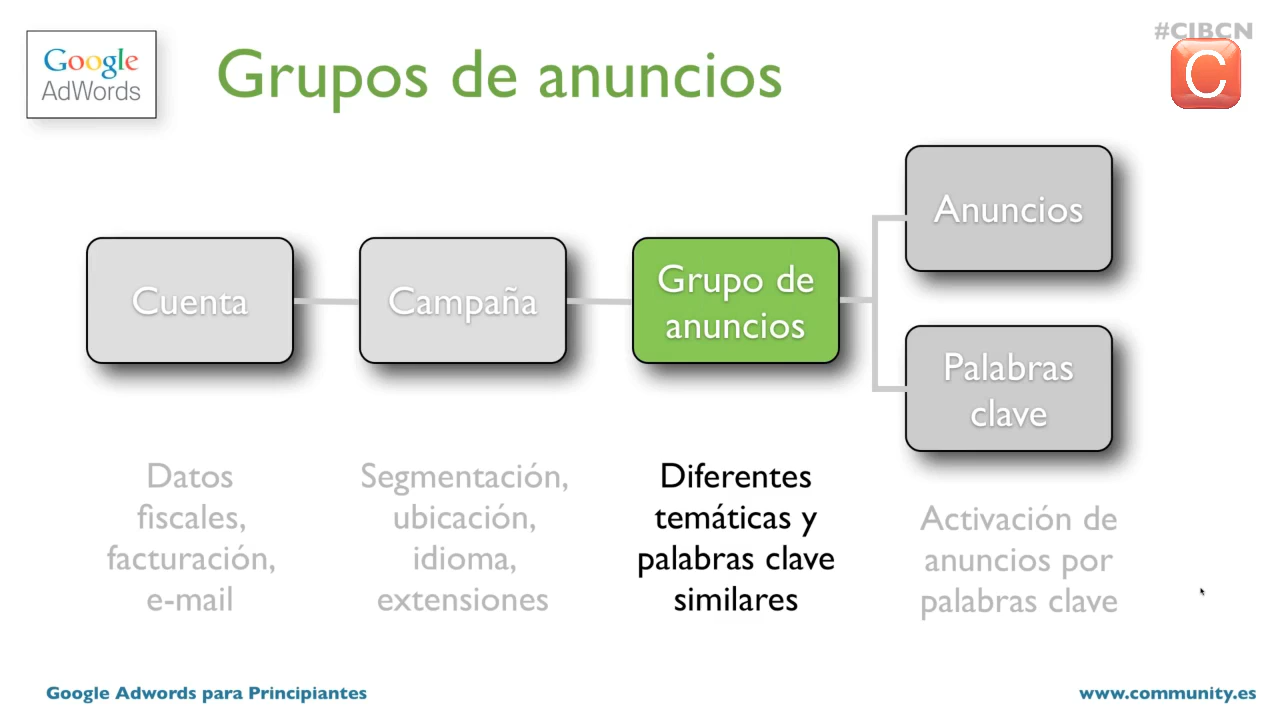 #CIBCN
Google
AdWords
Grupos de anuncios
C
Anuncios
Cuenta
Campaña
Grupo de
anuncios
Palabras
clave
Datos
fiscales,
facturación,
e-mail
Segmentación,
ubicación,
idioma,
extensiones
Diferentes
temáticas y
palabras clave
similares
Activación de
anuncios por
palabras clave
Google Adwords para Principiantes
www.community.es